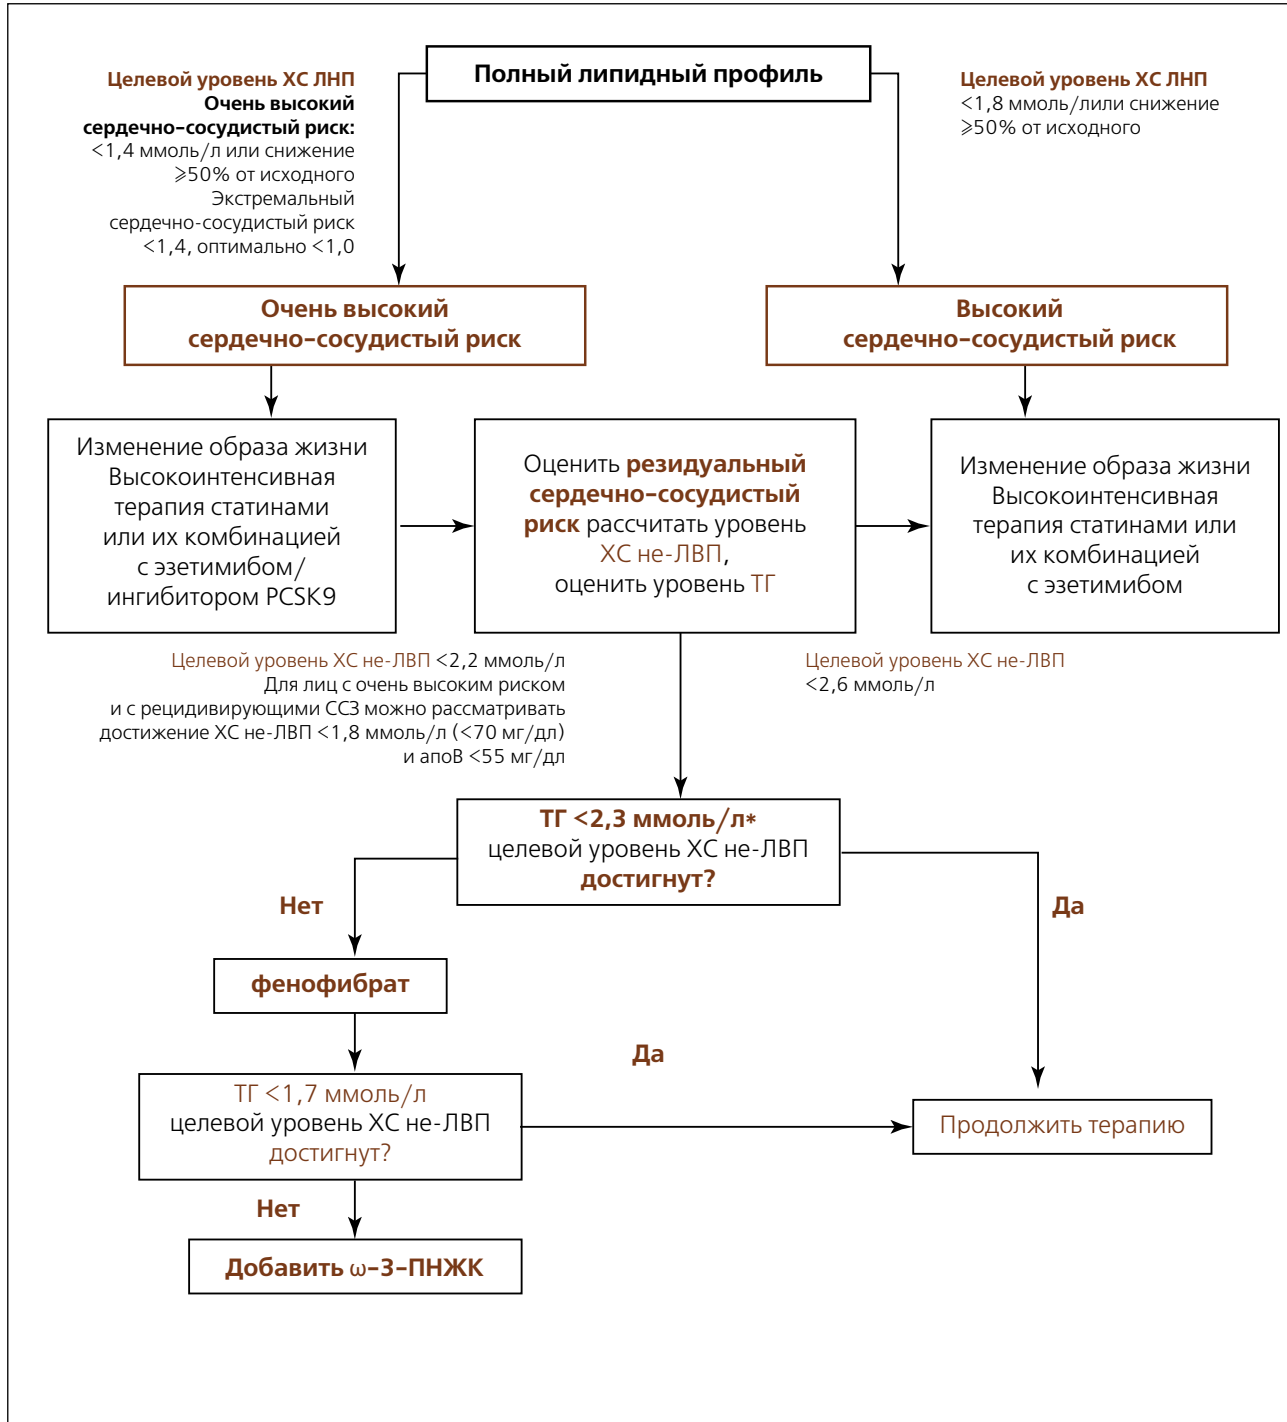 Полный липидный профиль
Целевой уровень ХС ЛНП
Очень высокий
сердечно-сосудистый риск:
<1,4 ммоль/л или снижение
⩾50% от исходного
Экстремальный
сердечно-сосудистый риск
<1,4, оптимально <1,0
Целевой уровень ХС ЛНП
<1,8 ммоль/лили снижение
⩾50% от исходного
Очень высокий
сердечно-сосудистый риск
Высокий
сердечно-сосудистый риск
Изменение образа жизни
Высокоинтенсивная
терапия статинами
или их комбинацией
с эзетимибом/
ингибитором PCSK9
Оценить резидуальный
сердечно-сосудистый
риск рассчитать уровень
ХС не-ЛВП,
оценить уровень ТГ
Изменение образа жизни
Высокоинтенсивная
терапия статинами или
их комбинацией
с эзетимибом
Целевой уровень ХС не-ЛВП <2,2 ммоль/л
Для лиц с очень высоким риском
и с рецидивирующими ССЗ можно рассматривать
достижение ХС не-ЛВП <1,8 ммоль/л (<70 мг/дл)
и апоВ <55 мг/дл
Целевой уровень ХС не-ЛВП
<2,6 ммоль/л
ТГ <2,3 ммоль/л*
целевой уровень ХС не-ЛВП
достигнут?
Нет
Да
фенофибрат
Да
ТГ <1,7 ммоль/л
целевой уровень ХС не-ЛВП
достигнут?
Продолжить терапию
Нет
Добавить ω-3-ПНЖК